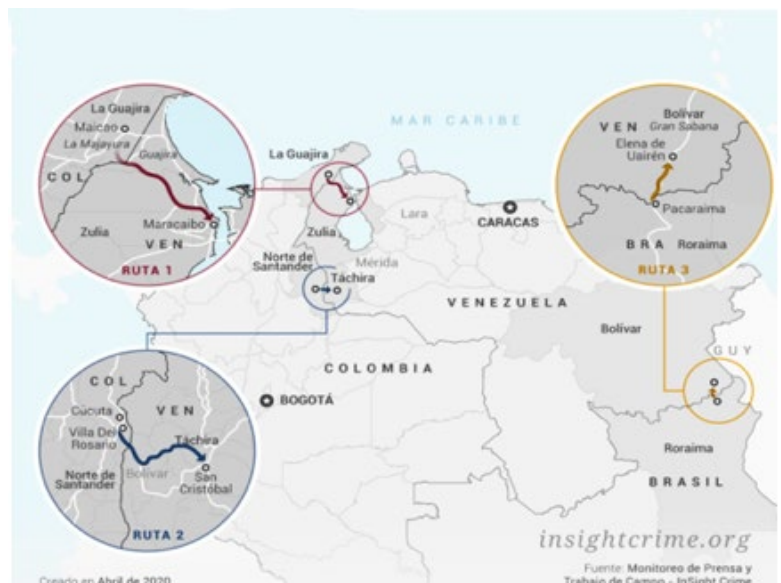 La Guajira
Maicao
La Majayura
Guajira
COL
Zulia
Maracaibo
VEN
RUTA 1
MAR CARIBE
La Guajira
Zulia
Lara
CARACAS
Mérida
Norte de
Santander
Táchira
VENEZUELA
COLOMBIA
BOGOTÁ
Bolívar
VEN
Gran Sabana
Elena de
Uairén
Pacaraima
BRA
Roraima
RUTA 3
Bolívar
GUY
Roraima
BRASIL
COL
VEN
Cúcuta
Villa Del
Rosario
Táchira
Bolívar
San
Cristóbal
Norte de
Santander
RUTA 2
insightcrime.org
Fuente: Monitoreo de Prensa y
Trabajo de Campo - InSight Crime
Creado en Abril de 2020